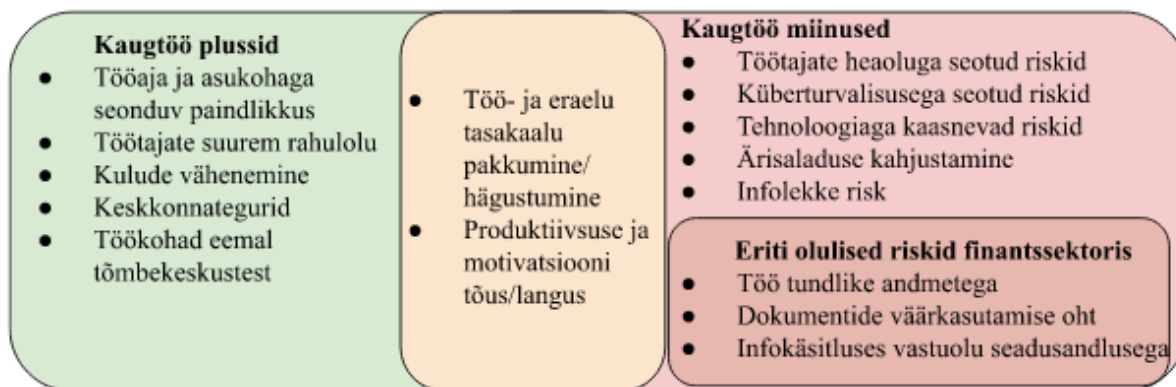 Kaugtöö plussid
● Tööaja ja asukohaga
seonduv paindlikkus
● Töötajate suurem rahulolu
● Kulude vähenemine
● Keskkonnategurid
● Töökohad eemal
tõmbekeskustest
● Töö- ja eraelu
tasakaalu
pakkumine/
hägustumine
● Produktiivsuse ja
motivatsiooni
tõus/langus
Kaugtöö miinused
● Töötajate heaoluga seotud riskid
● Küberturvalisusega seotud riskid
● Tehnoloogiaga kaasnevad riskid
● Ärisaladuse kahjustamine
● Infolekke risk
Eriti olulised riskid finantssektoris
● Töö tundlike andmetega
● Dokumentide väärkasutamise oht
● Infokäsitluses vastuolu seadusandlusega